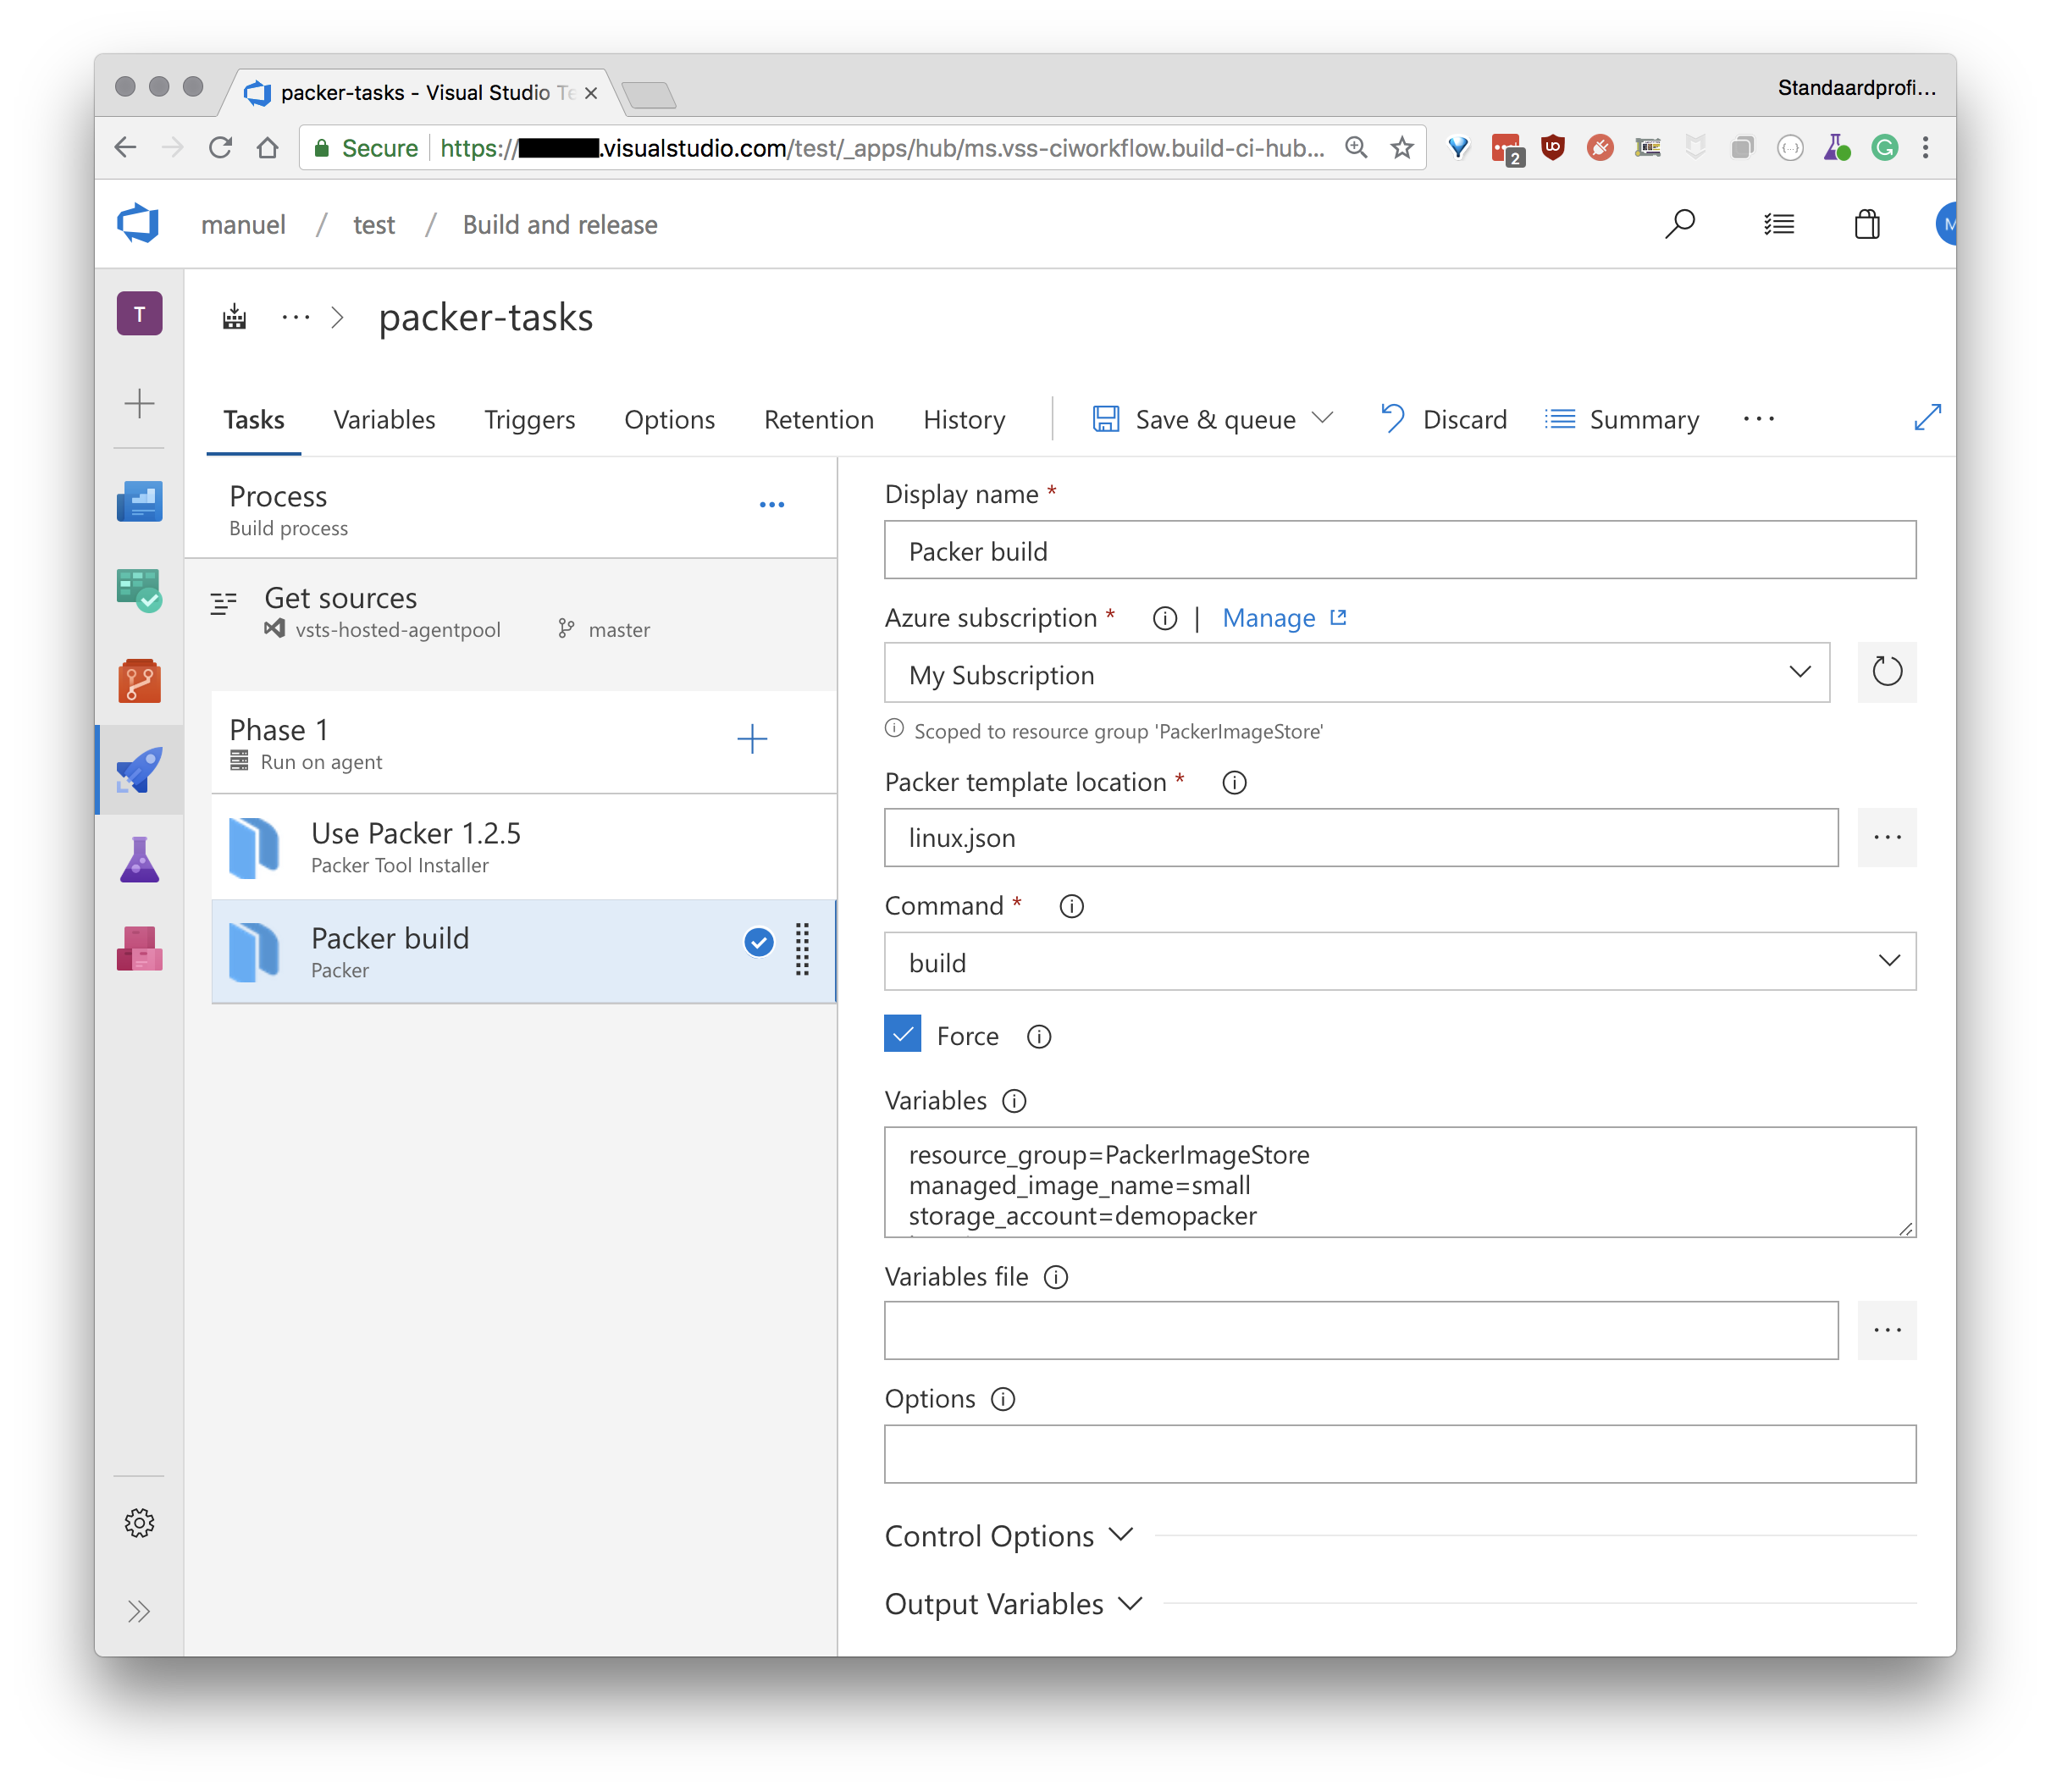 packer-tasks - Visual Studio Te
Standaardprofi...
Secure
https://
.visualstudio.com/test/_apps/hub/ms.vss-ciworkflow.build-ci-hub...
2
manuel / test / Build and release
M
T
... > packer-tasks
Tasks Variables Triggers Options Retention History Save & queue Discard Summary ...
Process
Build process
Get sources
vsts-hosted-agentpool master
Phase 1
Run on agent
Use Packer 1.2.5
Packer Tool Installer
Packer build
Packer
Display name *
Packer build
Azure subscription * | Manage
My Subscription
Scoped to resource group 'PackerImageStore'
Packer template location *
linux.json
...
Command *
build
Force
Variables
resource_group=PackerImageStore
managed_image_name=small
storage_account=demopacker
Variables file
...
Options
Control Options
Output Variables